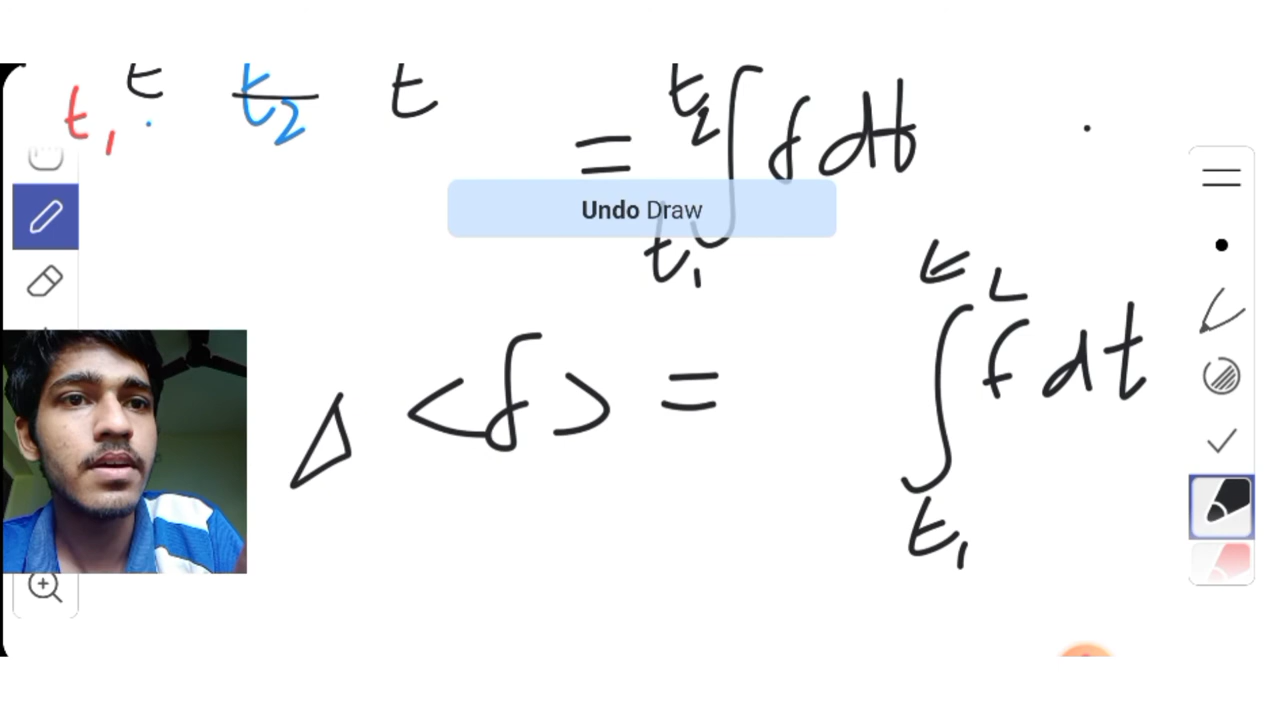 t₁ t t₂ t
= ∫ t₂ t₁ f dt
Undo Draw
Δ <f> = ∫ t₂ t₁ f dt